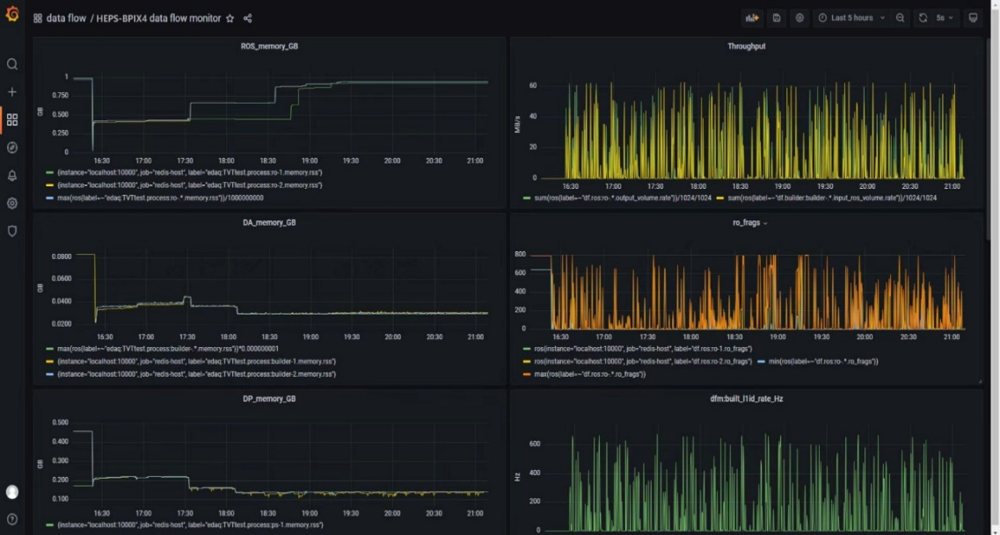 data flow / HEPS-BPIX4 data flow monitor
Last 5 hours
5s
ROS_memory_GB
GB
1
0.750
0.500
0.250
0
16:30 17:00 17:30 18:00 18:30 19:00 19:30 20:00 20:30 21:00
{instance="localhost:10000", job="redis-host", label="edaq:TVTtest.process:ro-1.memory.rss"}
{instance="localhost:10000", job="redis-host", label="edaq:TVTtest.process:ro-2.memory.rss"}
max(ros{label=~"edaq:TVTtest.process:ro-.*.memory.rss"})/1000000000
Throughput
MB/s
60
40
20
0
16:30 17:00 17:30 18:00 18:30 19:00 19:30 20:00 20:30 21:00
sum(ros{label=~"df.ros:ro-.*.output_volume.rate"})/1024/1024 sum(ros{label=~"df.builder:builder-.*.input_ros_volume.rate"})/1024/1024
DA_memory_GB
GB
0.0800
0.0600
0.0400
0.0200
16:30 17:00 17:30 18:00 18:30 19:00 19:30 20:00 20:30 21:00
max(ros{label=~"edaq:TVTtest.process:builder-.*.memory.rss"})*0.000000001
{instance="localhost:10000", job="redis-host", label="edaq:TVTtest.process:builder-1.memory.rss"}
{instance="localhost:10000", job="redis-host", label="edaq:TVTtest.process:builder-2.memory.rss"}
ro_frags
800
600
400
200
0
16:30 17:00 17:30 18:00 18:30 19:00 19:30 20:00 20:30 21:00
ros{instance="localhost:10000", job="redis-host", label="df.ros:ro-1.ro_frags"}
ros{instance="localhost:10000", job="redis-host", label="df.ros:ro-2.ro_frags"} min(ros{label=~"df.ros:ro-.*.ro_frags"})
max(ros{label=~"df.ros:ro-.*.ro_frags"})
DP_memory_GB
GB
0.500
0.400
0.300
0.200
0.100
16:30 17:00 17:30 18:00 18:30 19:00 19:30 20:00 20:30 21:00
{instance="localhost:10000", job="redis-host", label="edaq:TVTtest.process:ps-1.memory.rss"}
dfm:built_l1id_rate_Hz
Hz
600
400
200
0